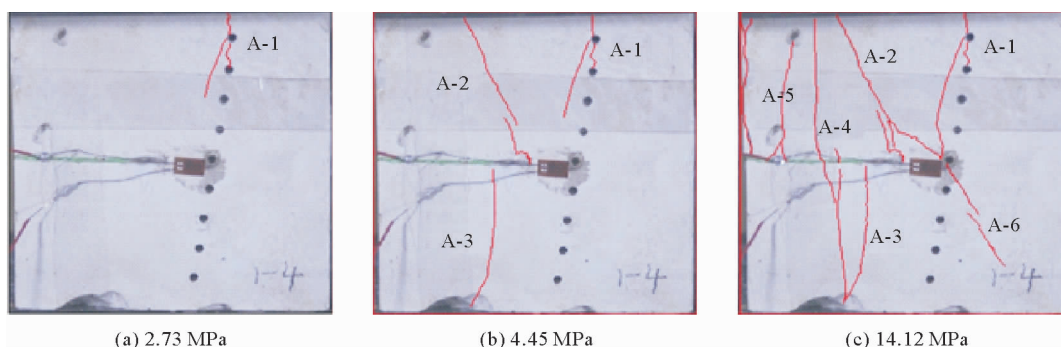 A-1
1-4
(a) 2.73 MPa
A-1
A-2
A-3
1-4
(b) 4.45 MPa
A-1
A-2
A-5
A-4
A-6
A-3
1-4
(c) 14.12 MPa